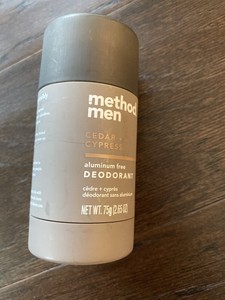 method
men
CEDAR +
CYPRESS
aluminum free
DEODORANT
cèdre + cyprès
déodorant sans aluminium
NET WT. 75g (2.65 OZ)